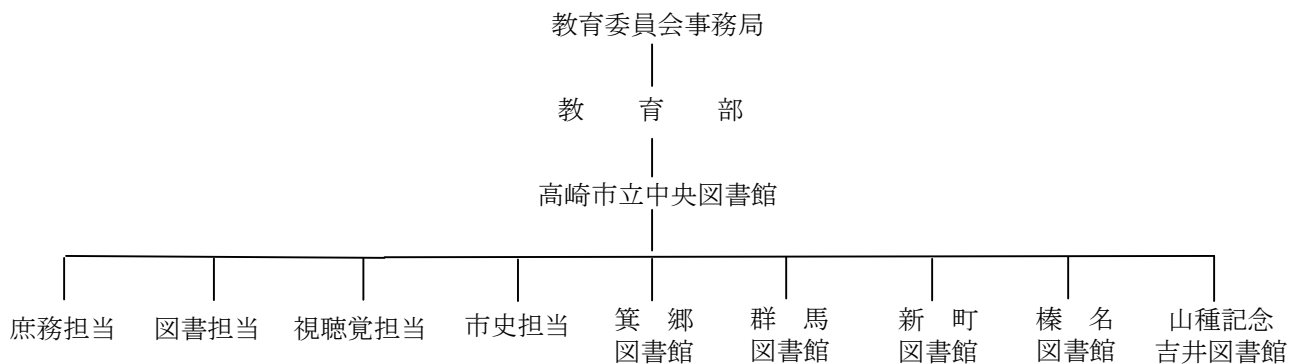 教育委員会事務局
教　育　部
高崎市立中央図書館
庶務担当
図書担当
視聴覚担当
市史担当
箕　郷
図書館
群　馬
図書館
新　町
図書館
榛　名
図書館
山種記念
吉井図書館